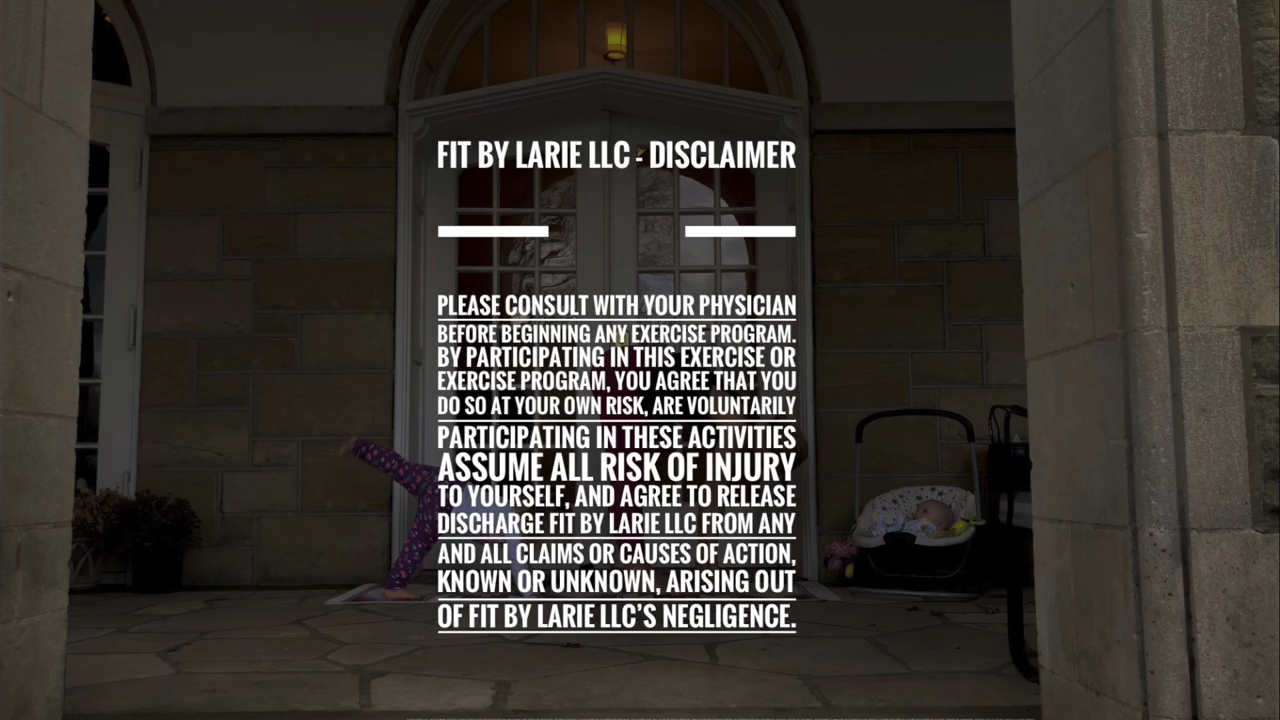 FIT BY LARIE LLC - DISCLAIMER
PLEASE CONSULT WITH YOUR PHYSICIAN
BEFORE BEGINNING ANY EXERCISE PROGRAM.
BY PARTICIPATING IN THIS EXERCISE OR
EXERCISE PROGRAM, YOU AGREE THAT YOU
DO SO AT YOUR OWN RISK, ARE VOLUNTARILY
PARTICIPATING IN THESE ACTIVITIES
ASSUME ALL RISK OF INJURY
TO YOURSELF, AND AGREE TO RELEASE
DISCHARGE FIT BY LARIE LLC FROM ANY
AND ALL CLAIMS OR CAUSES OF ACTION,
KNOWN OR UNKNOWN, ARISING OUT
OF FIT BY LARIE LLC'S NEGLIGENCE.